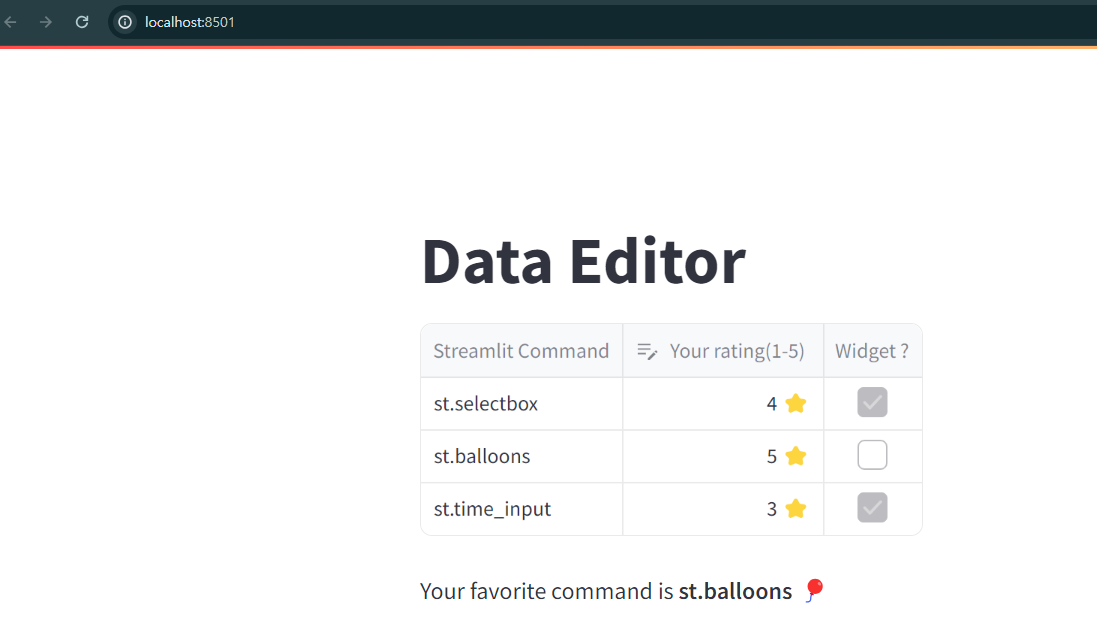 localhost:8501
Data Editor
Streamlit Command Your rating(1-5) Widget ?
st.selectbox 4 ⭐
st.balloons 5 ⭐
st.time_input 3 ⭐
Your favorite command is st.balloons 🎈